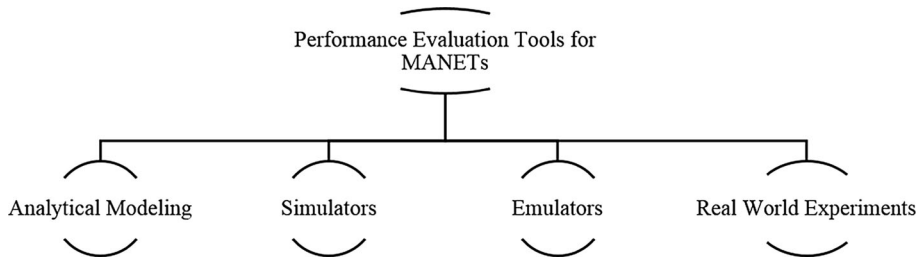 Performance Evaluation Tools for
MANETs
Analytical Modeling
Simulators
Emulators
Real World Experiments